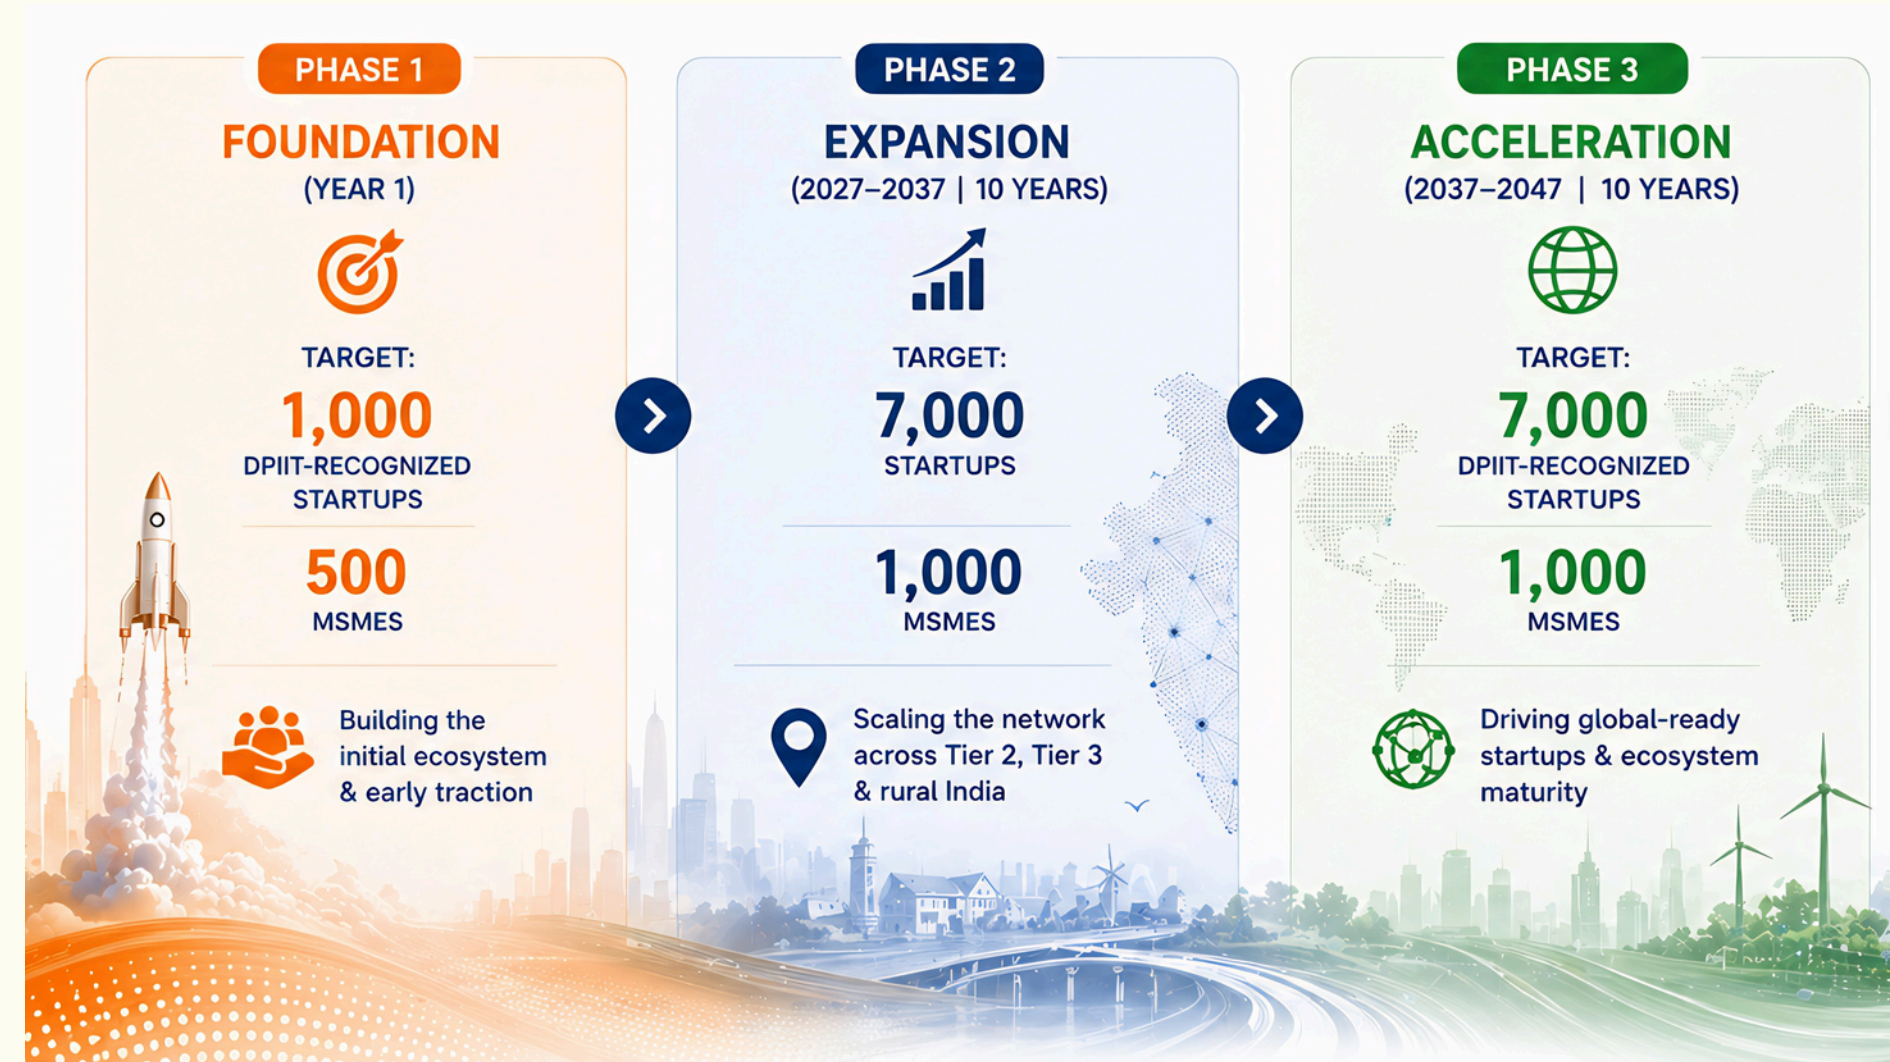 PHASE 1
FOUNDATION
(YEAR 1)
TARGET:
1,000
DPIIT-RECOGNIZED
STARTUPS
500
MSMES
Building the
initial ecosystem
& early traction
PHASE 2
EXPANSION
(2027–2037 | 10 YEARS)
TARGET:
7,000
STARTUPS
1,000
MSMES
Scaling the network
across Tier 2, Tier 3
& rural India
PHASE 3
ACCELERATION
(2037–2047 | 10 YEARS)
TARGET:
7,000
DPIIT-RECOGNIZED
STARTUPS
1,000
MSMES
Driving global-ready
startups & ecosystem
maturity